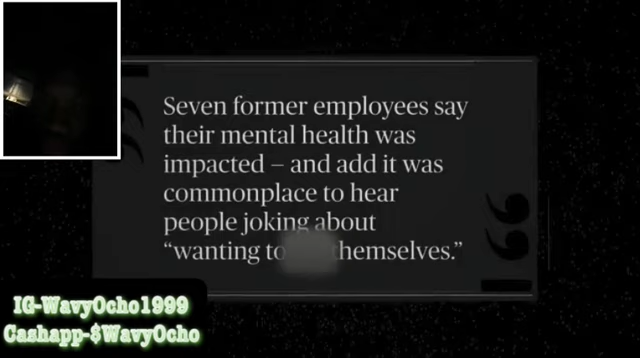 Seven former employees say
their mental health was
impacted – and add it was
commonplace to hear
people joking about
“wanting to themselves.”
IG-WavyOcho1999
Cashapp-$WavyOcho